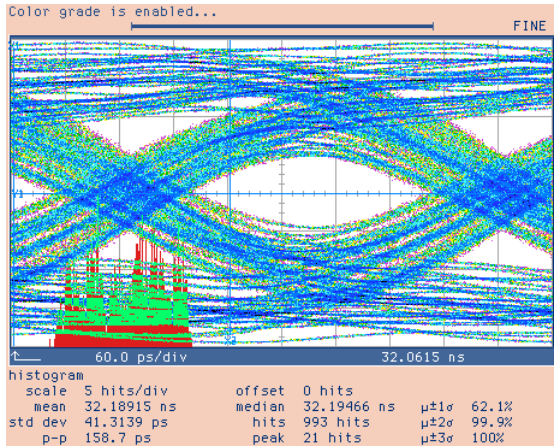 Color grade is enabled...
FINE
Y1
60.0 ps/div 32.0615 ns
histogram
scale 5 hits/div offset 0 hits
mean 32.18915 ns median 32.19466 ns μ±1σ 62.1%
std dev 41.3139 ps hits 993 hits μ±2σ 99.9%
p-p 158.7 ps peak 21 hits μ±3σ 100%